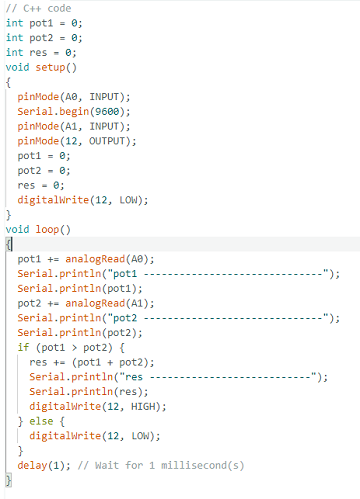 // C++ code
int pot1 = 0;
int pot2 = 0;
int res = 0;
void setup()
{
  pinMode(A0, INPUT);
  Serial.begin(9600);
  pinMode(A1, INPUT);
  pinMode(12, OUTPUT);
  pot1 = 0;
  pot2 = 0;
  res = 0;
  digitalWrite(12, LOW);
}
void loop()
{
  pot1 += analogRead(A0);
  Serial.println("pot1 ------------------------------");
  Serial.println(pot1);
  pot2 += analogRead(A1);
  Serial.println("pot2 ------------------------------");
  Serial.println(pot2);
  if (pot1 > pot2) {
    res += (pot1 + pot2);
    Serial.println("res ---------------------------");
    Serial.println(res);
    digitalWrite(12, HIGH);
  } else {
    digitalWrite(12, LOW);
  }
  delay(1); // Wait for 1 millisecond(s)
}